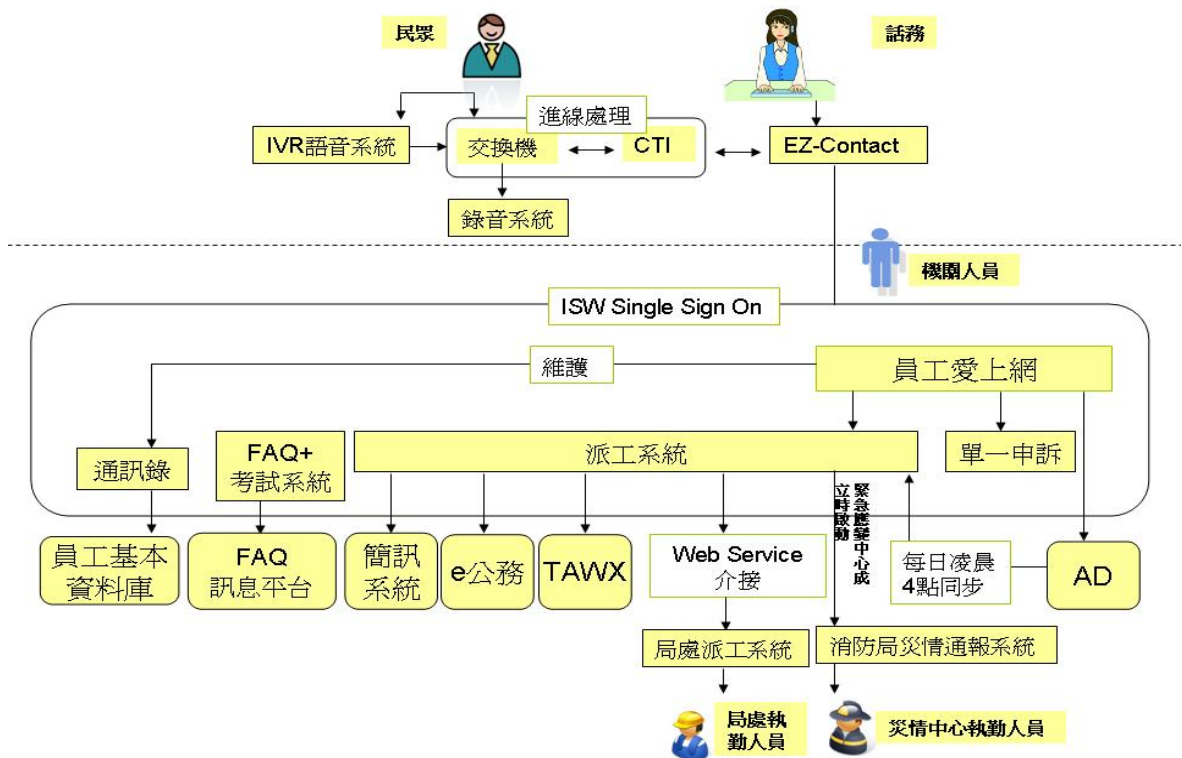 民眾
話務
進線處理
IVR語音系統
交換機
CTI
EZ-Contact
錄音系統
機關人員
ISW Single Sign On
維護
員工愛上網
通訊錄
FAQ+
考試系統
派工系統
單一申訴
緊急應變中心成
立時啟動
員工基本
資料庫
FAQ
訊息平台
簡訊
系統
e公務
TAWX
Web Service
介接
每日凌晨
4點同步
AD
局處派工系統
消防局災情通報系統
局處執
勤人員
災情中心執勤人員